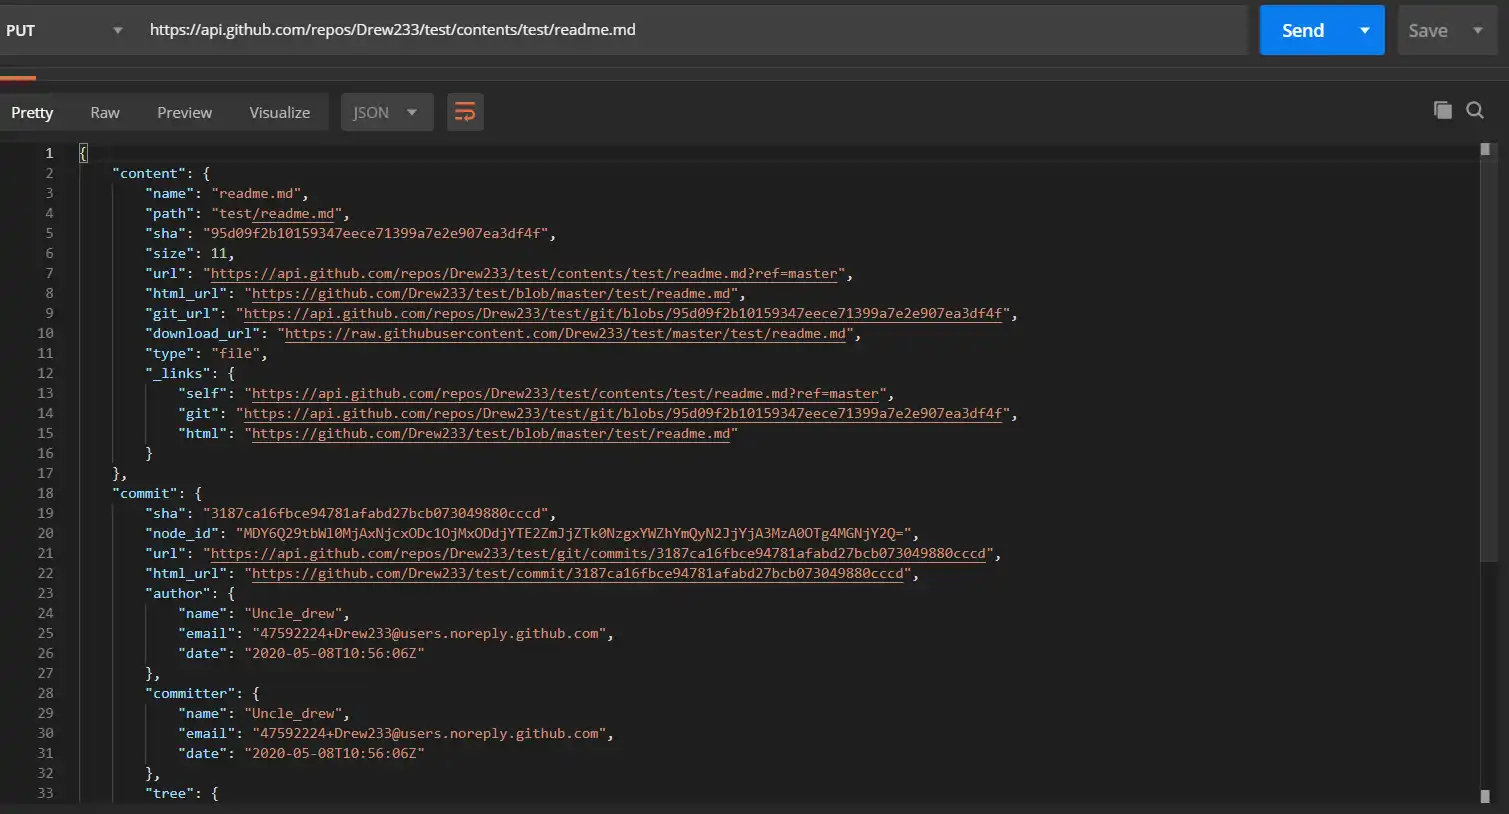 PUT https://api.github.com/repos/Drew233/test/contents/test/readme.md Send Save
Pretty Raw Preview Visualize JSON
1 {
2 "content": {
3 "name": "readme.md",
4 "path": "test/readme.md",
5 "sha": "95d09f2b10159347eece71399a7e2e907ea3df4f",
6 "size": 11,
7 "url": "https://api.github.com/repos/Drew233/test/contents/test/readme.md?ref=master",
8 "html_url": "https://github.com/Drew233/test/blob/master/test/readme.md",
9 "git_url": "https://api.github.com/repos/Drew233/test/git/blobs/95d09f2b10159347eece71399a7e2e907ea3df4f",
10 "download_url": "https://raw.githubusercontent.com/Drew233/test/master/test/readme.md",
11 "type": "file",
12 "_links": {
13 "self": "https://api.github.com/repos/Drew233/test/contents/test/readme.md?ref=master",
14 "git": "https://api.github.com/repos/Drew233/test/git/blobs/95d09f2b10159347eece71399a7e2e907ea3df4f",
15 "html": "https://github.com/Drew233/test/blob/master/test/readme.md"
16 }
17 },
18 "commit": {
19 "sha": "3187ca16fbce94781afabd27bcb073049880cccd",
20 "node_id": "MDY6Q29tbWl0MjAxNjcxODc1OjMxODdjYTE2ZmJjZTk0NzgxYWZhYmQyN2JjYjA3MzA0OTg4MGNjY2Q=",
21 "url": "https://api.github.com/repos/Drew233/test/git/commits/3187ca16fbce94781afabd27bcb073049880cccd",
22 "html_url": "https://github.com/Drew233/test/commit/3187ca16fbce94781afabd27bcb073049880cccd",
23 "author": {
24 "name": "Uncle_drew",
25 "email": "47592224+Drew233@users.noreply.github.com",
26 "date": "2020-05-08T10:56:06Z"
27 },
28 "committer": {
29 "name": "Uncle_drew",
30 "email": "47592224+Drew233@users.noreply.github.com",
31 "date": "2020-05-08T10:56:06Z"
32 },
33 "tree": {